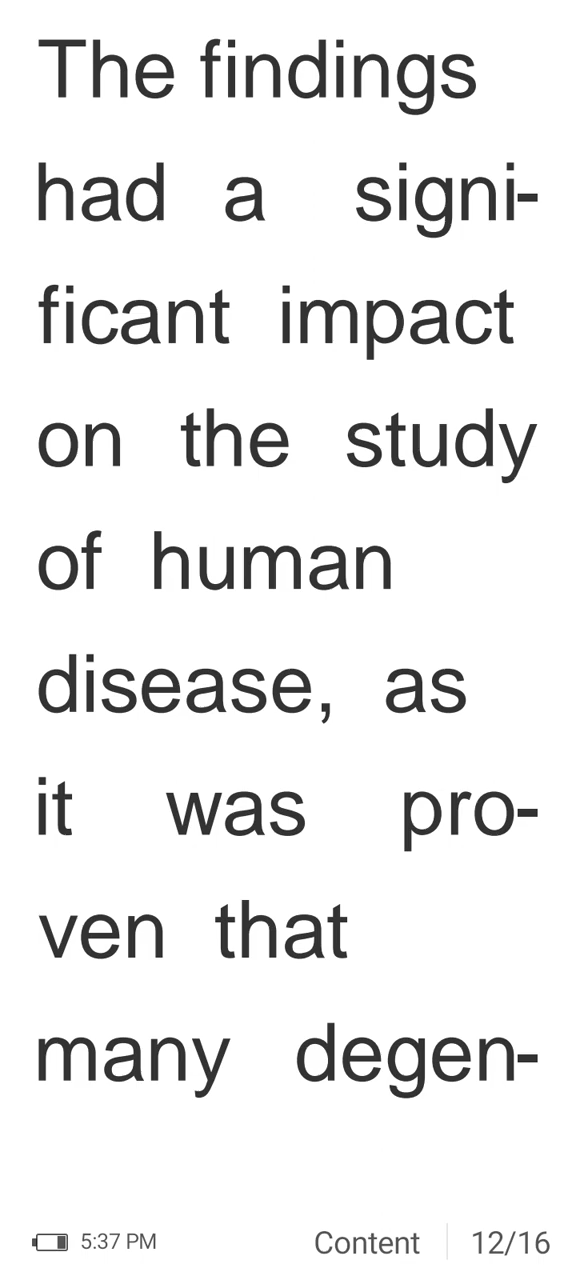 The findings
had a signi-
ficant impact
on the study
of human
disease, as
it was pro-
ven that
many degen-
5:37 PM Content 12/16